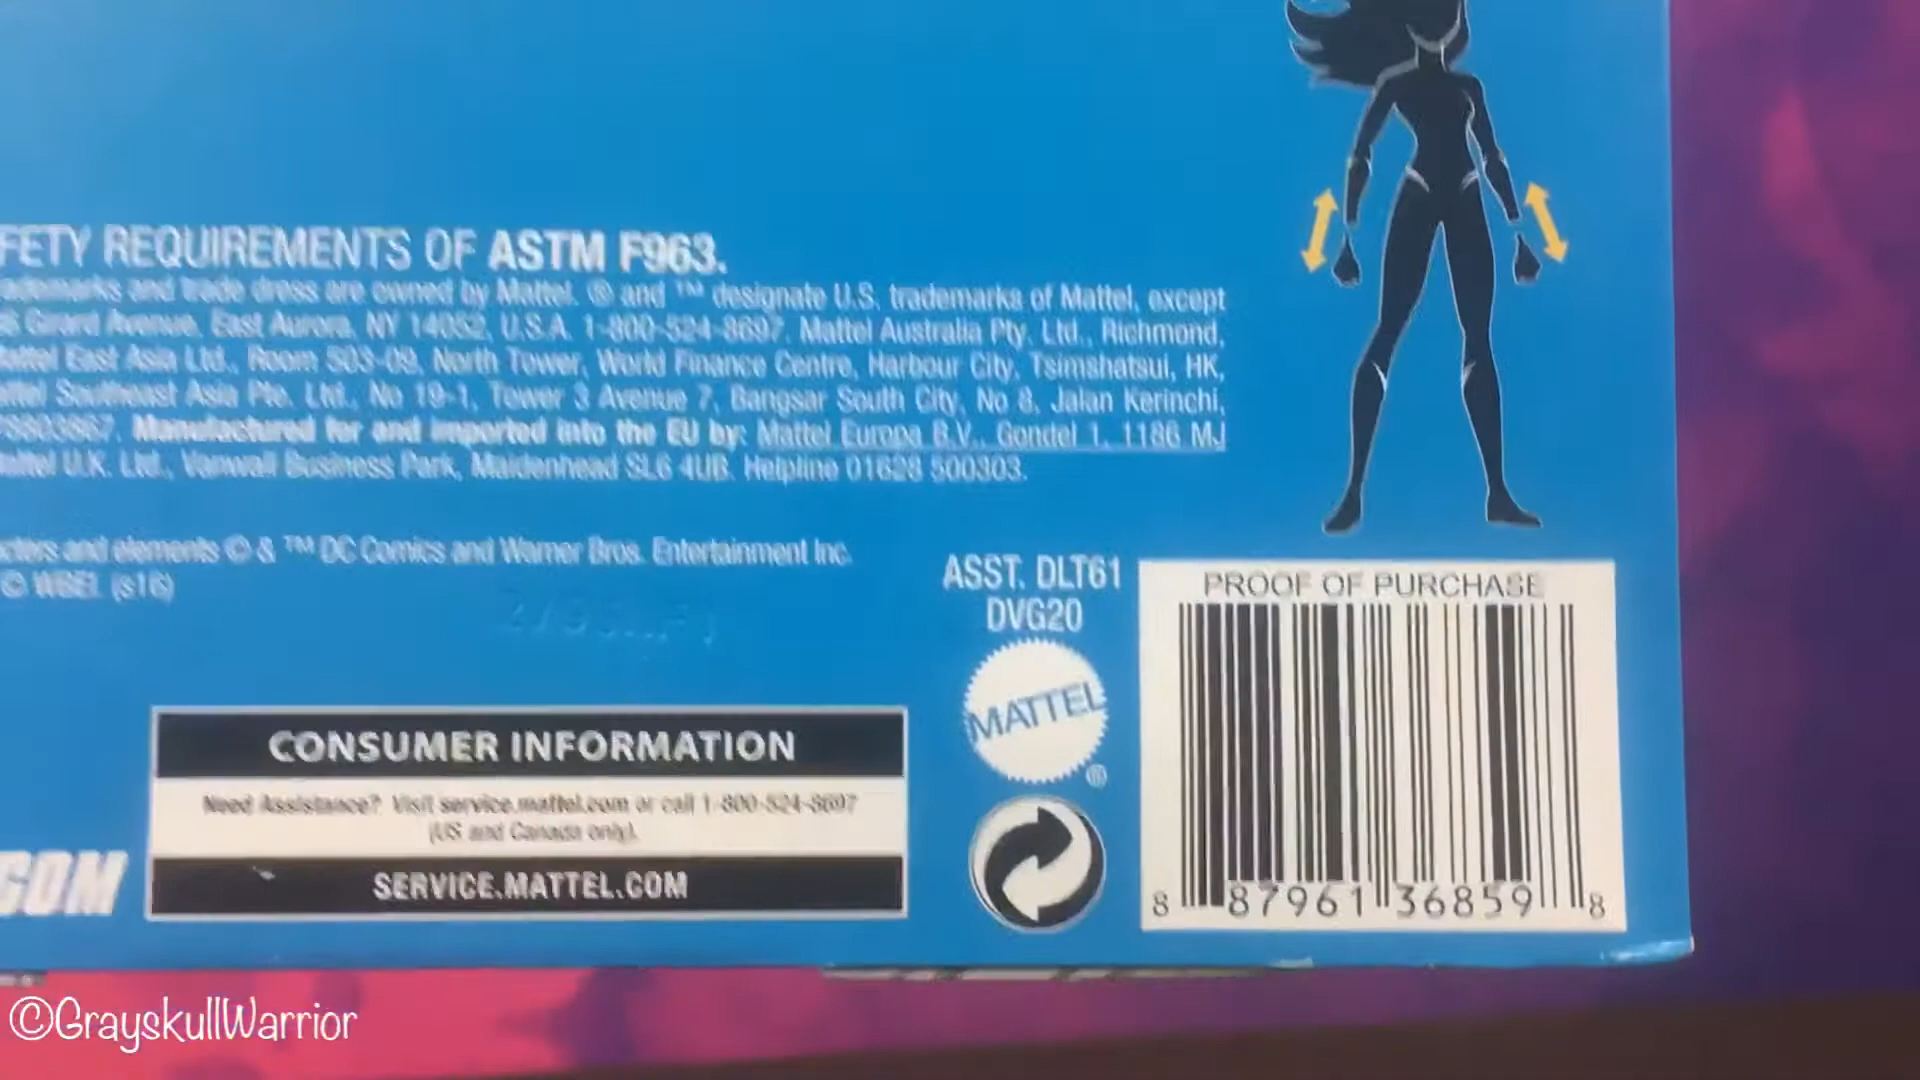 FETY REQUIREMENTS OF ASTM F963.
ademarks and trade dress are owned by Mattel. ® and ™ designate U.S. trademarks of Mattel, except
Girard Avenue, East Aurora, NY 14052, U.S.A. 1-800-524-8697. Mattel Australia Pty. Ltd., Richmond,
attel East Asia Ltd., Room 503-09, North Tower, World Finance Centre, Harbour City, Tsimshatsui, HK,
ttel Southeast Asia Pte. Ltd., No 19-1, Tower 3 Avenue 7, Bangsar South City, No 8, Jalan Kerinchi,
Manufactured for and imported into the EU by: Mattel Europa B.V., Gondel 1, 1186 MJ
attel U.K. Ltd., Vanwall Business Park, Maidenhead SL6 4UB. Helpline 01628 500303.
cters and elements © & ™ DC Comics and Warner Bros. Entertainment Inc.
© WBEI. (s16)
ASST. DLT61
DVG20
MATTEL
®
PROOF OF PURCHASE
8 87961 36859 8
CONSUMER INFORMATION
Need Assistance? Visit service.mattel.com or call 1-800-524-8697
(US and Canada only).
SERVICE.MATTEL.COM
COM
©GrayskullWarrior